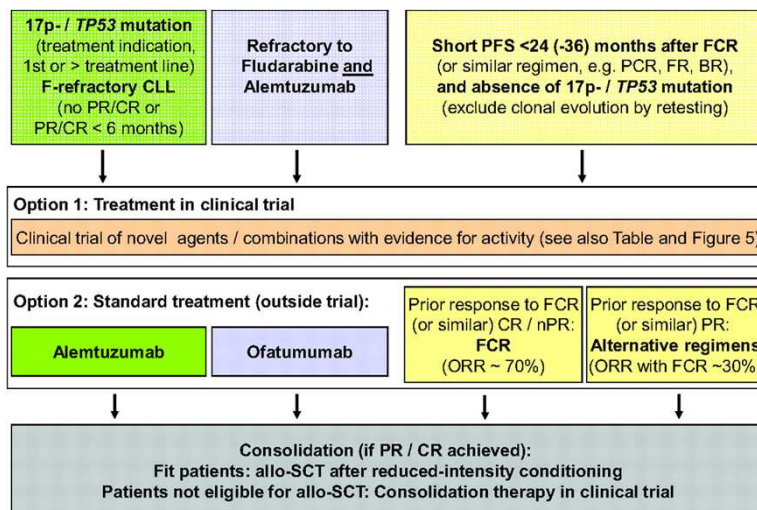 17p- / TP53 mutation
(treatment indication,
1st or > treatment line)
F-refractory CLL
(no PR/CR or
PR/CR < 6 months)
Refractory to
Fludarabine and
Alemtuzumab
Short PFS <24 (-36) months after FCR
(or similar regimen, e.g. PCR, FR, BR),
and absence of 17p- / TP53 mutation
(exclude clonal evolution by retesting)
Option 1: Treatment in clinical trial
Clinical trial of novel agents / combinations with evidence for activity (see also Table and Figure 5)
Option 2: Standard treatment (outside trial):
Alemtuzumab
Ofatumumab
Prior response to FCR
(or similar) CR / nPR:
FCR
(ORR ~ 70%)
Prior response to FCR
(or similar) PR:
Alternative regimens
(ORR with FCR ~30%
Consolidation (if PR / CR achieved):
Fit patients: allo-SCT after reduced-intensity conditioning
Patients not eligible for allo-SCT: Consolidation therapy in clinical trial